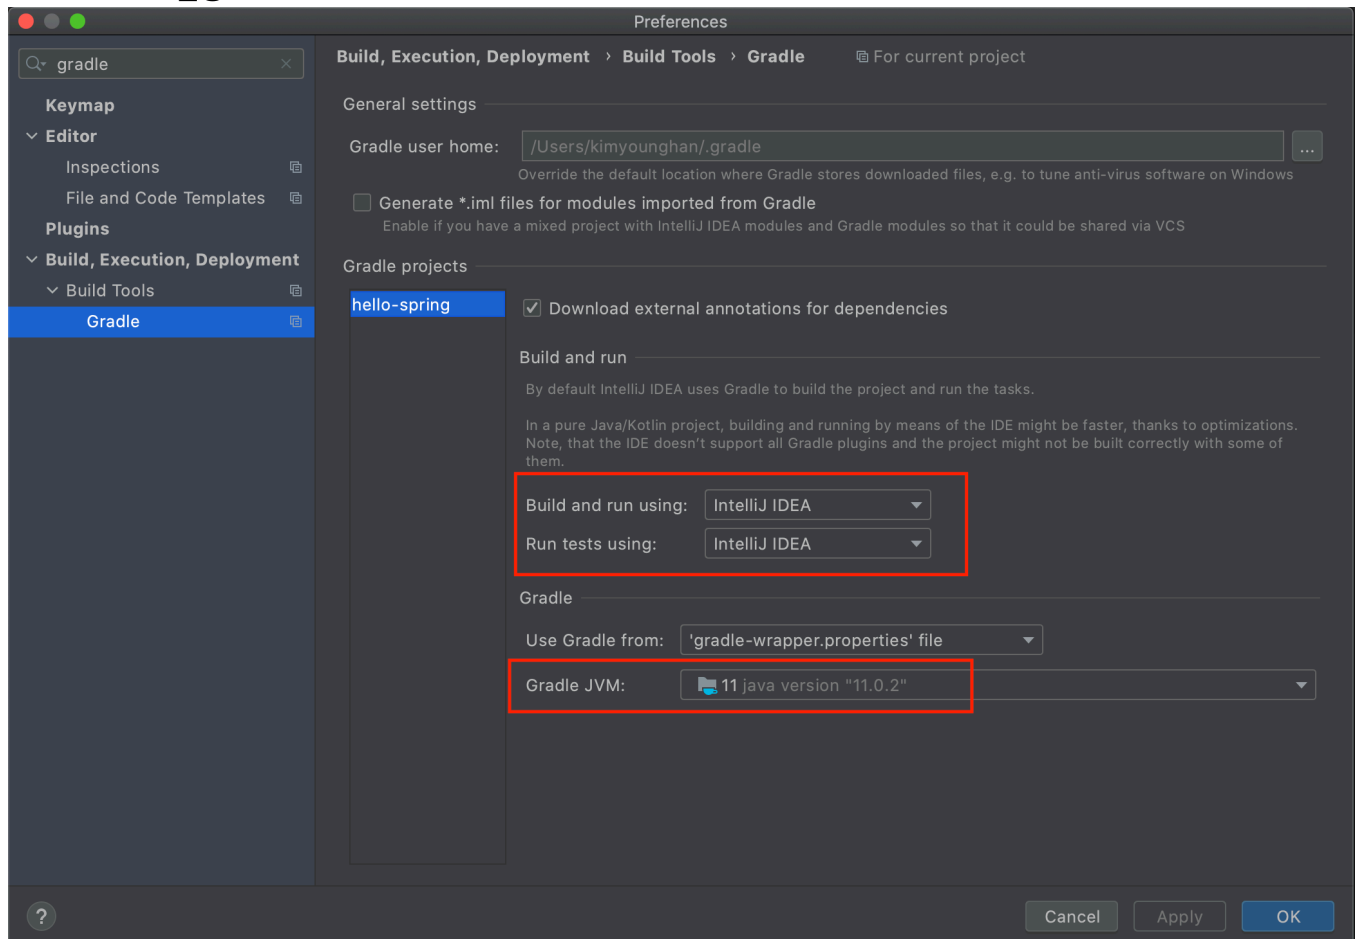 Preferences
gradle
Keymap
Editor
Inspections
File and Code Templates
Plugins
Build, Execution, Deployment
Build Tools
Gradle
Build, Execution, Deployment › Build Tools › Gradle For current project
General settings
Gradle user home: /Users/kimyounghan/.gradle ...
Override the default location where Gradle stores downloaded files, e.g. to tune anti-virus software on Windows
Generate *.iml files for modules imported from Gradle
Enable if you have a mixed project with IntelliJ IDEA modules and Gradle modules so that it could be shared via VCS
Gradle projects
hello-spring
Download external annotations for dependencies
Build and run
By default IntelliJ IDEA uses Gradle to build the project and run the tasks.
In a pure Java/Kotlin project, building and running by means of the IDE might be faster, thanks to optimizations.
Note, that the IDE doesn't support all Gradle plugins and the project might not be built correctly with some of
them.
Build and run using: IntelliJ IDEA
Run tests using: IntelliJ IDEA
Gradle
Use Gradle from: 'gradle-wrapper.properties' file
Gradle JVM: 11 java version "11.0.2"
? Cancel Apply OK